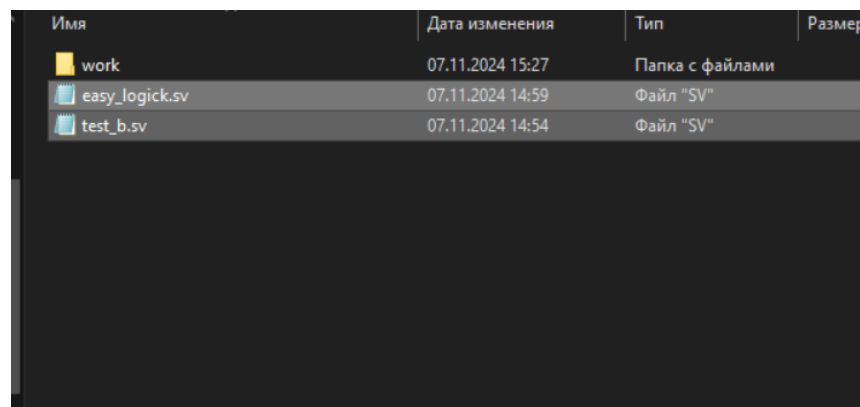 Имя Дата изменения Тип Размер
work 07.11.2024 15:27 Папка с файлами
easy_logick.sv 07.11.2024 14:59 Файл "SV"
test_b.sv 07.11.2024 14:54 Файл "SV"